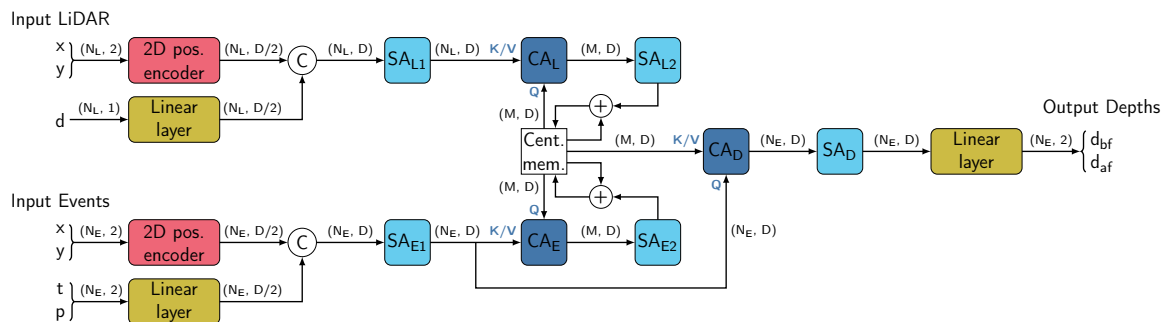 Input LiDAR
x
y
(N_L, 2)
2D pos.
encoder
(N_L, D/2)
C
(N_L, D)
SA_L1
(N_L, D)
K/V
CA_L
(M, D)
SA_L2
d
(N_L, 1)
Linear
layer
(N_L, D/2)
Q
(M, D)
+
Cent.
mem.
(M, D)
K/V
CA_D
(N_E, D)
SA_D
(N_E, D)
Linear
layer
(N_E, 2)
Output Depths
d_bf
d_af
(M, D)
Q
+
Q
(N_E, D)
Input Events
x
y
(N_E, 2)
2D pos.
encoder
(N_E, D/2)
C
(N_E, D)
SA_E1
(N_E, D)
K/V
CA_E
(M, D)
SA_E2
t
p
(N_E, 2)
Linear
layer
(N_E, D/2)